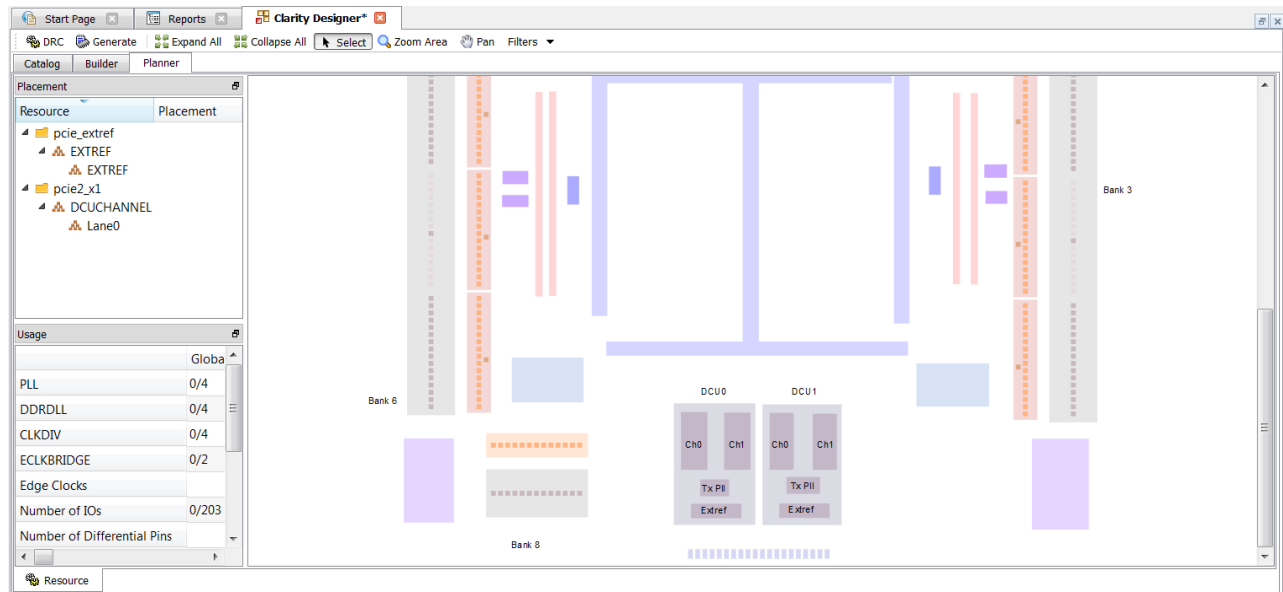 Start Page Reports Clarity Designer*
DRC Generate Expand All Collapse All Select Zoom Area Pan Filters
Catalog Builder Planner
Placement
Resource Placement
pcie_extref
EXTREF
EXTREF
pcie2_x1
DCUCHANNEL
Lane0
Usage
Globa
PLL 0/4
DDRDLL 0/4
CLKDIV 0/4
ECLKBRIDGE 0/2
Edge Clocks
Number of IOs 0/203
Number of Differential Pins
Resource
Bank 3
Bank 6
DCU0 DCU1
Ch0 Ch1 Ch0 Ch1
Tx Pll Tx Pll
Extref Extref
Bank 8